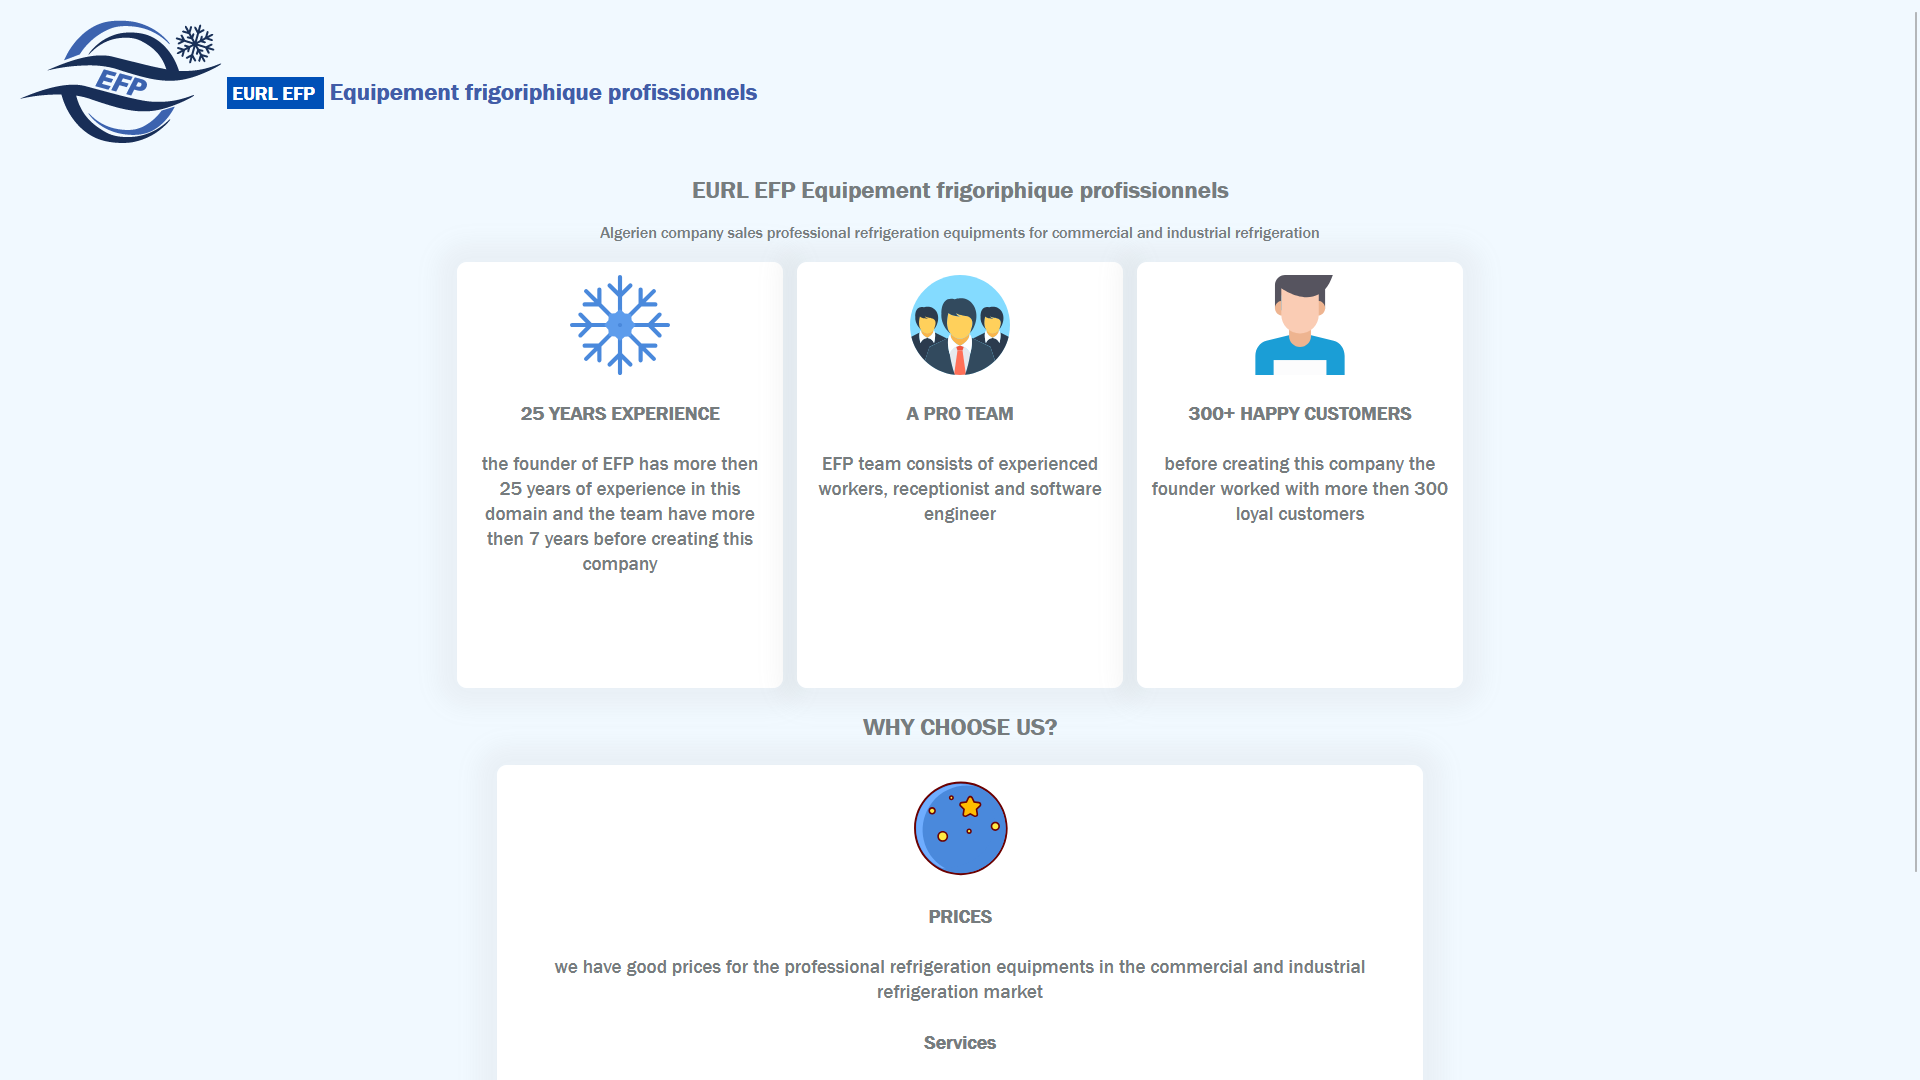 EFP
EURL EFP Equipement frigoriphique profissionnels
EURL EFP Equipement frigoriphique profissionnels
Algerien company sales professional refrigeration equipments for commercial and industrial refrigeration
25 YEARS EXPERIENCE
the founder of EFP has more then
25 years of experience in this
domain and the team have more
then 7 years before creating this
company
A PRO TEAM
EFP team consists of experienced
workers, receptionist and software
engineer
300+ HAPPY CUSTOMERS
before creating this company the
founder worked with more then 300
loyal customers
WHY CHOOSE US?
PRICES
we have good prices for the professional refrigeration equipments in the commercial and industrial
refrigeration market
Services